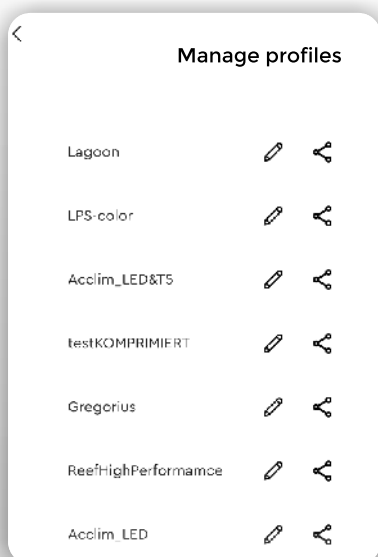 Manage profiles
Lagoon
LPS-color
Acclim_LED&T5
testKOMPRIMIERT
Gregorius
ReefHighPerformamce
Acclim_LED